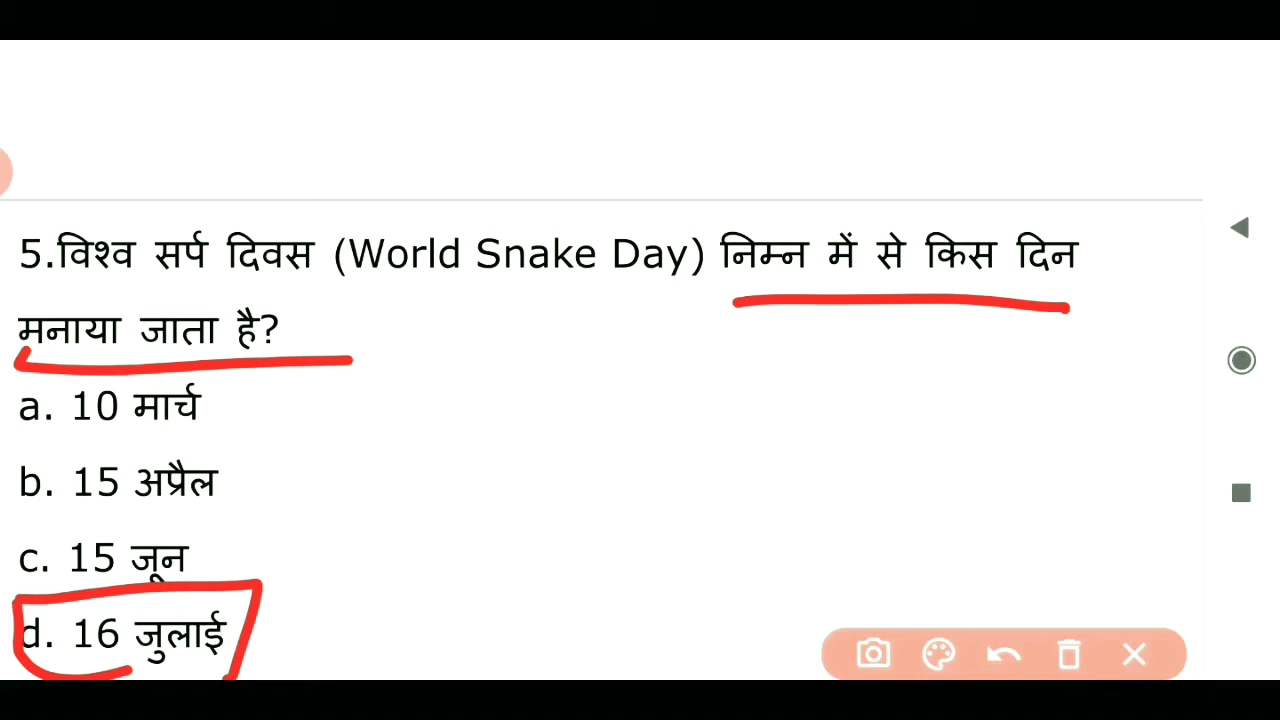 5.विश्व सर्प दिवस (World Snake Day) निम्न में से किस दिन
मनाया जाता है?
a. 10 मार्च
b. 15 अप्रैल
c. 15 जून
d. 16 जुलाई